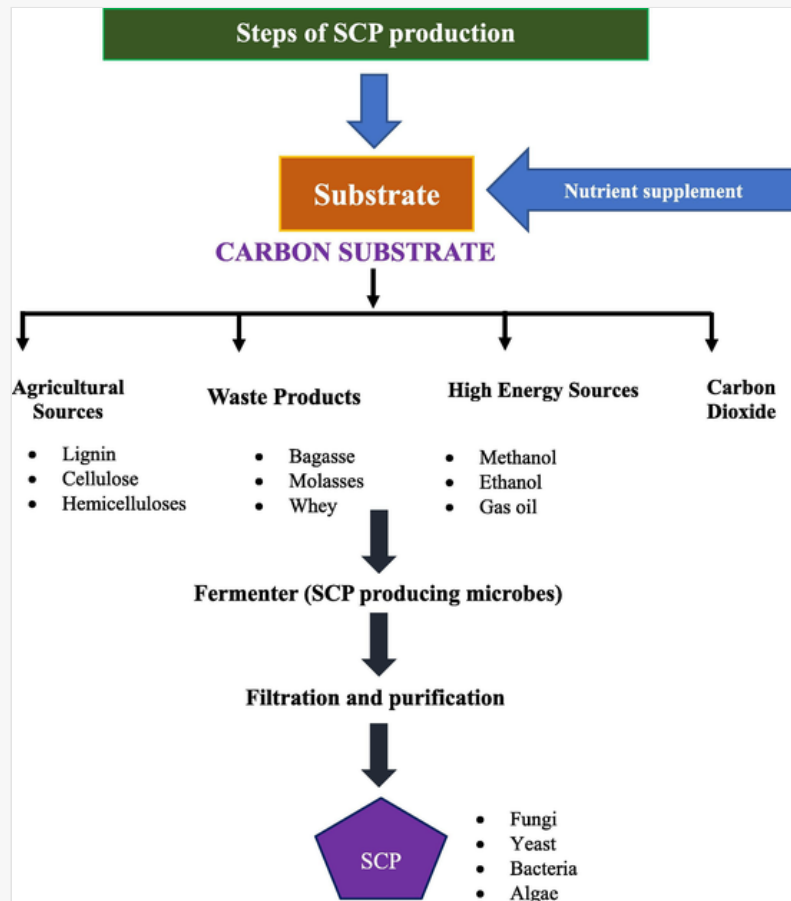 Steps of SCP production
Substrate
Nutrient supplement
CARBON SUBSTRATE
Agricultural
Sources
Lignin
Cellulose
Hemicelluloses
Waste Products
Bagasse
Molasses
Whey
High Energy Sources
Methanol
Ethanol
Gas oil
Carbon
Dioxide
Fermenter (SCP producing microbes)
Filtration and purification
SCP
Fungi
Yeast
Bacteria
Algae